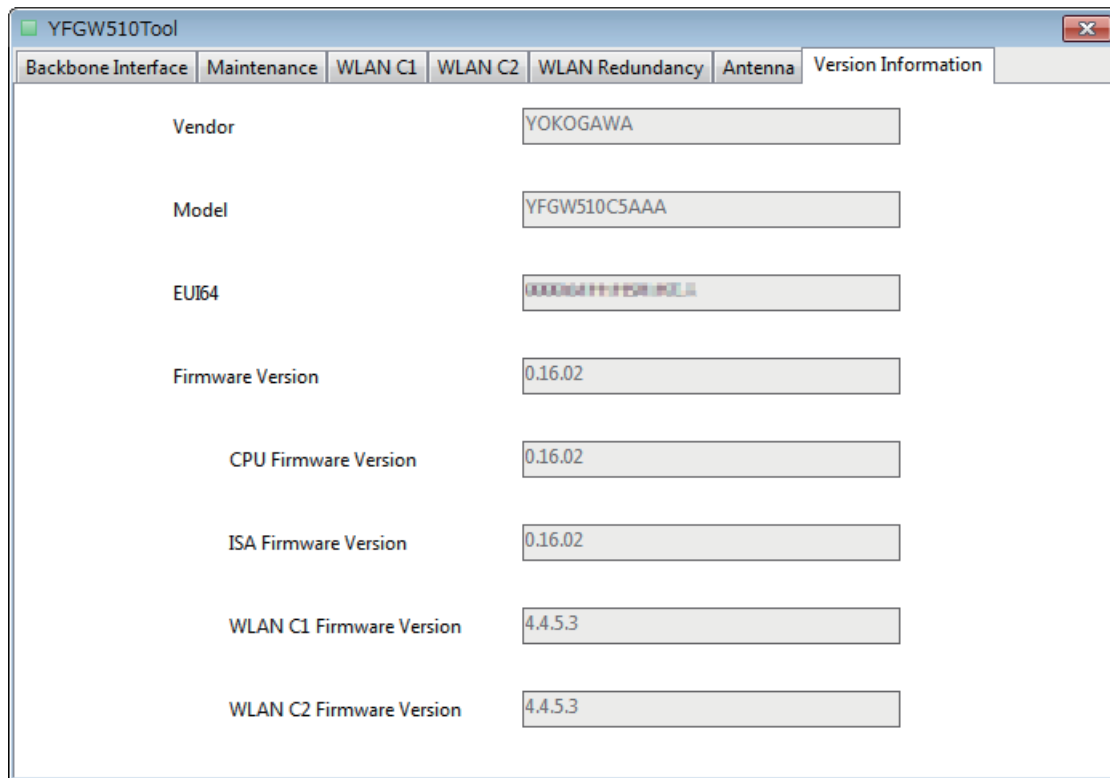 YFGW510Tool
Backbone Interface Maintenance WLAN C1 WLAN C2 WLAN Redundancy Antenna Version Information
Vendor YOKOGAWA
Model YFGW510C5AAA
EUI64
Firmware Version 0.16.02
CPU Firmware Version 0.16.02
ISA Firmware Version 0.16.02
WLAN C1 Firmware Version 4.4.5.3
WLAN C2 Firmware Version 4.4.5.3